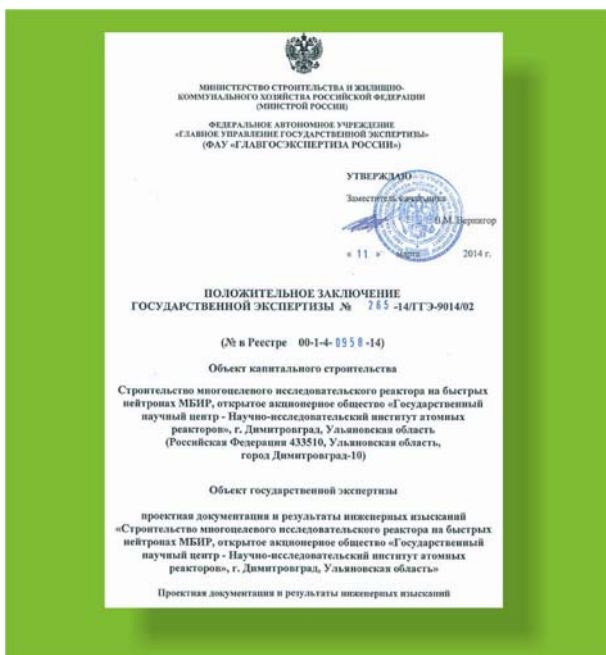 МИНИСТЕРСТВО СТРОИТЕЛЬСТВА И ЖИЛИЩНО-
КОММУНАЛЬНОГО ХОЗЯЙСТВА РОССИЙСКОЙ ФЕДЕРАЦИИ
(МИНСТРОЙ РОССИИ)
ФЕДЕРАЛЬНОЕ АВТОНОМНОЕ УЧРЕЖДЕНИЕ
«ГЛАВНОЕ УПРАВЛЕНИЕ ГОСУДАРСТВЕННОЙ ЭКСПЕРТИЗЫ»
(ФАУ «ГЛАВГОСЭКСПЕРТИЗА РОССИИ»)
УТВЕРЖДАЮ
Заместитель начальника
В.М. Вернигор
« 11 » марта 2014 г.
ПОЛОЖИТЕЛЬНОЕ ЗАКЛЮЧЕНИЕ
ГОСУДАРСТВЕННОЙ ЭКСПЕРТИЗЫ № 265 -14/ГГЭ-9014/02
(№ в Реестре 00-1-4- 0958 -14)
Объект капитального строительства
Строительство многоцелевого исследовательского реактора на быстрых
нейтронах МБИР, открытое акционерное общество «Государственный
научный центр - Научно-исследовательский институт атомных
реакторов», г. Димитровград, Ульяновская область
(Российская Федерация 433510, Ульяновская область,
город Димитровград-10)
Объект государственной экспертизы
проектная документация и результаты инженерных изысканий
«Строительство многоцелевого исследовательского реактора на быстрых
нейтронах МБИР, открытое акционерное общество «Государственный
научный центр - Научно-исследовательский институт атомных
реакторов», г. Димитровград, Ульяновская область»
Проектная документация и результаты инженерных изысканий